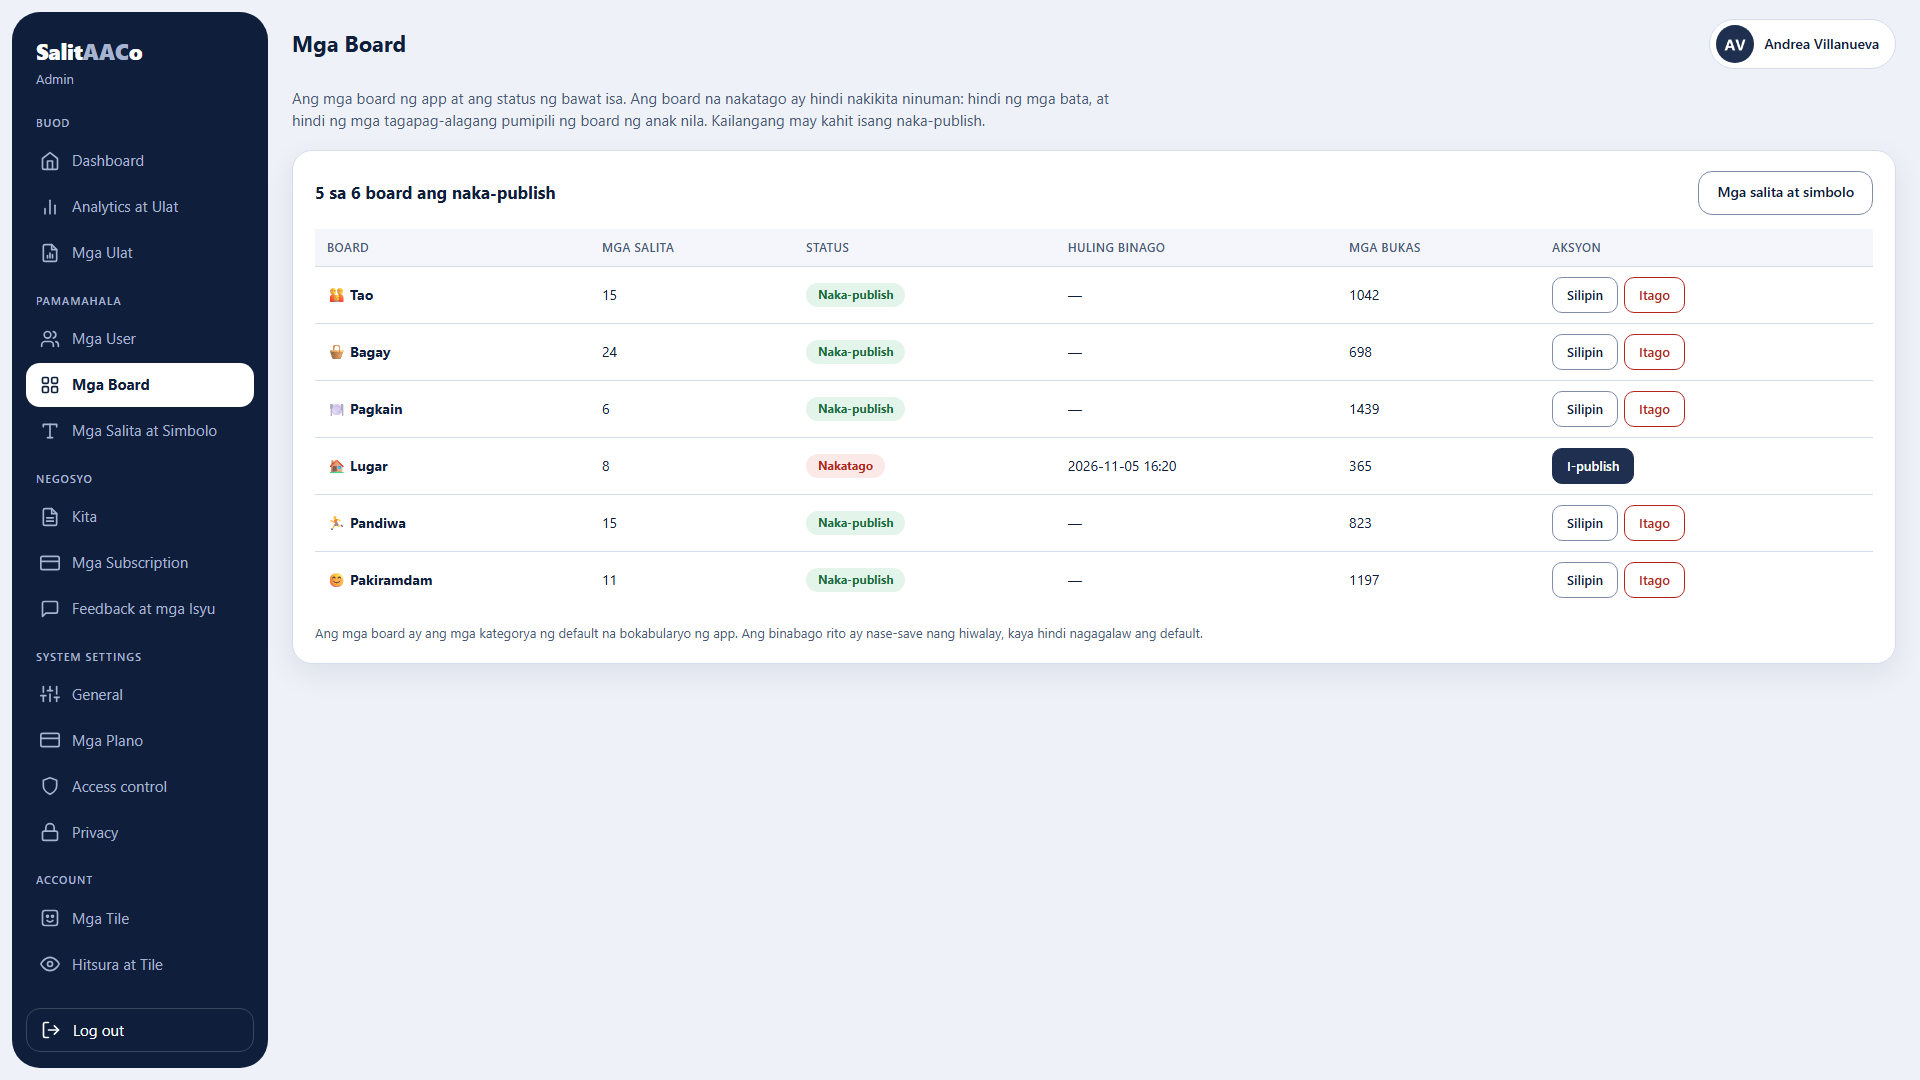 SalitAACo
Admin
BUOD
Dashboard
Analytics at Ulat
Mga Ulat
PAMAMAHALA
Mga User
Mga Board
Mga Salita at Simbolo
NEGOSYO
Kita
Mga Subscription
Feedback at mga Isyu
SYSTEM SETTINGS
General
Mga Plano
Access control
Privacy
ACCOUNT
Mga Tile
Hitsura at Tile
Log out
Mga Board
AV Andrea Villanueva
Ang mga board ng app at ang status ng bawat isa. Ang board na nakatago ay hindi nakikita ninuman: hindi ng mga bata, at
hindi ng mga tagapag-alagang pumipili ng board ng anak nila. Kailangang may kahit isang naka-publish.
5 sa 6 board ang naka-publish
Mga salita at simbolo
BOARD MGA SALITA STATUS HULING BINAGO MGA BUKAS AKSYON
Tao 15 Naka-publish — 1042 Silipin Itago
Bagay 24 Naka-publish — 698 Silipin Itago
Pagkain 6 Naka-publish — 1439 Silipin Itago
Lugar 8 Nakatago 2026-11-05 16:20 365 I-publish
Pandiwa 15 Naka-publish — 823 Silipin Itago
Pakiramdam 11 Naka-publish — 1197 Silipin Itago
Ang mga board ay ang mga kategorya ng default na bokabularyo ng app. Ang binabago rito ay nase-save nang hiwalay, kaya hindi nagagalaw ang default.